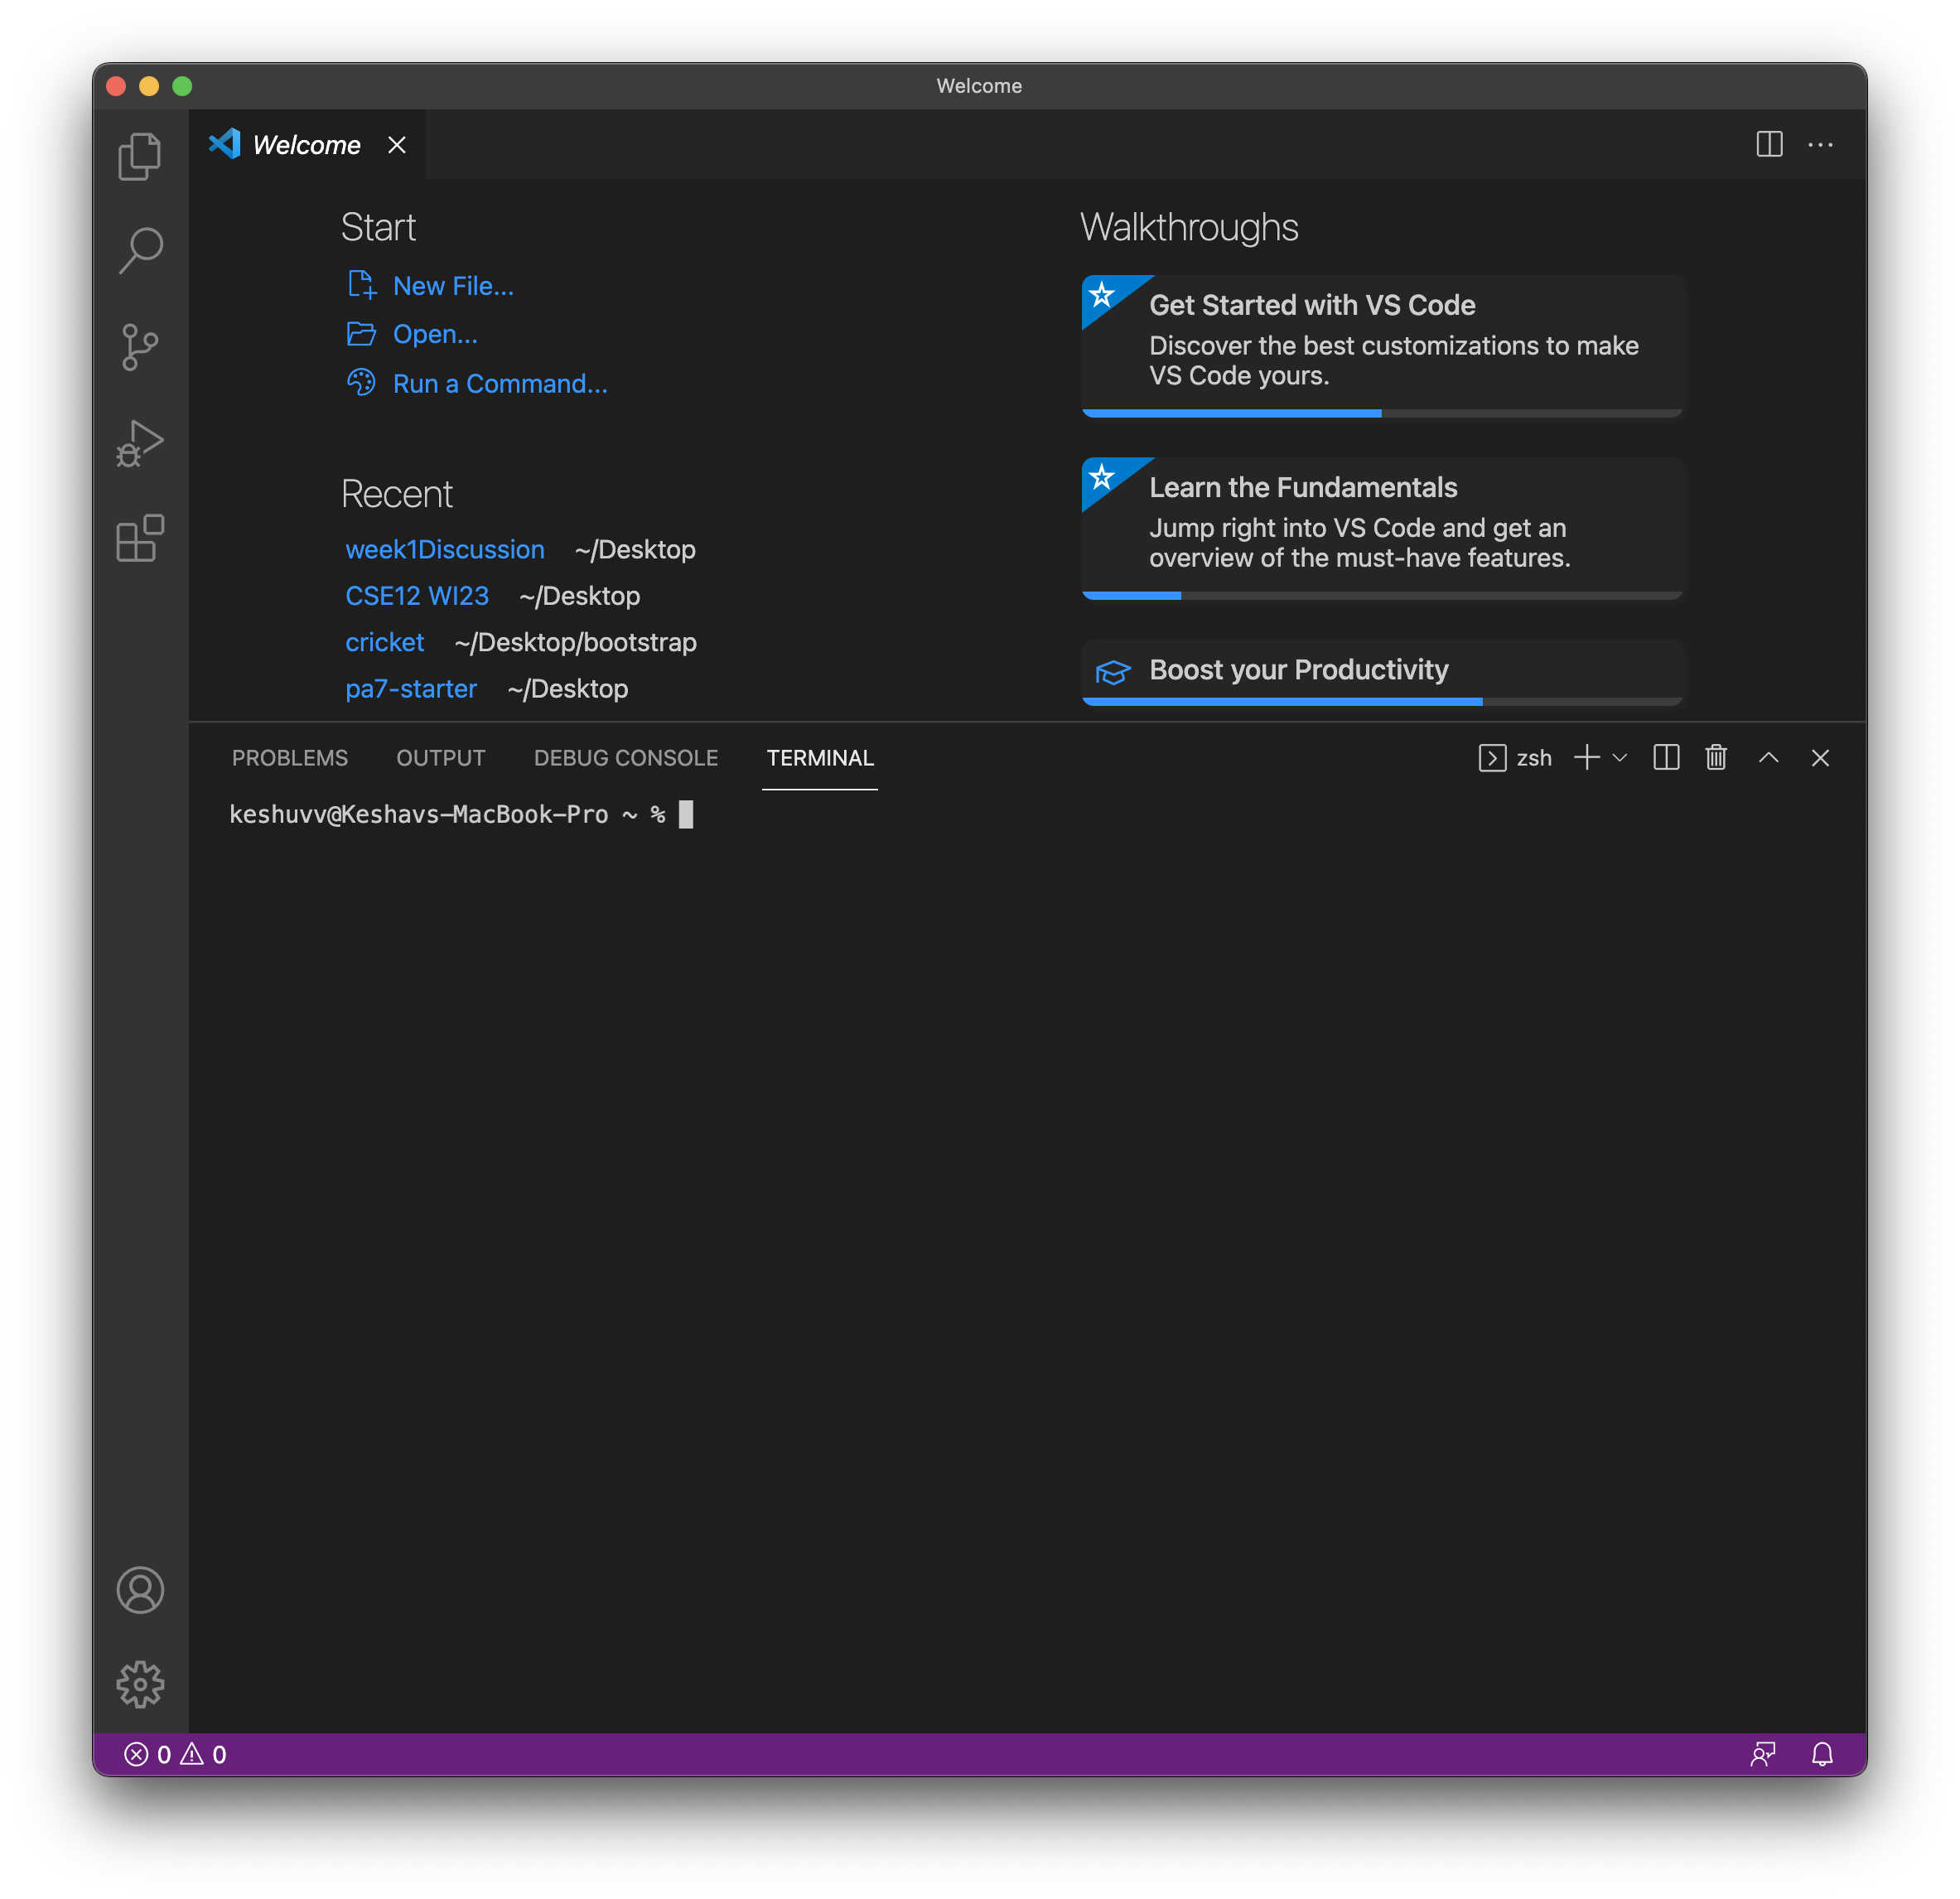 Welcome
Welcome
Start
New File...
Open...
Run a Command...
Recent
week1Discussion ~/Desktop
CSE12 WI23 ~/Desktop
cricket ~/Desktop/bootstrap
pa7-starter ~/Desktop
Walkthroughs
Get Started with VS Code
Discover the best customizations to make
VS Code yours.
Learn the Fundamentals
Jump right into VS Code and get an
overview of the must-have features.
Boost your Productivity
PROBLEMS OUTPUT DEBUG CONSOLE TERMINAL zsh
keshuvv@Keshavs-MacBook-Pro ~ %
0 0